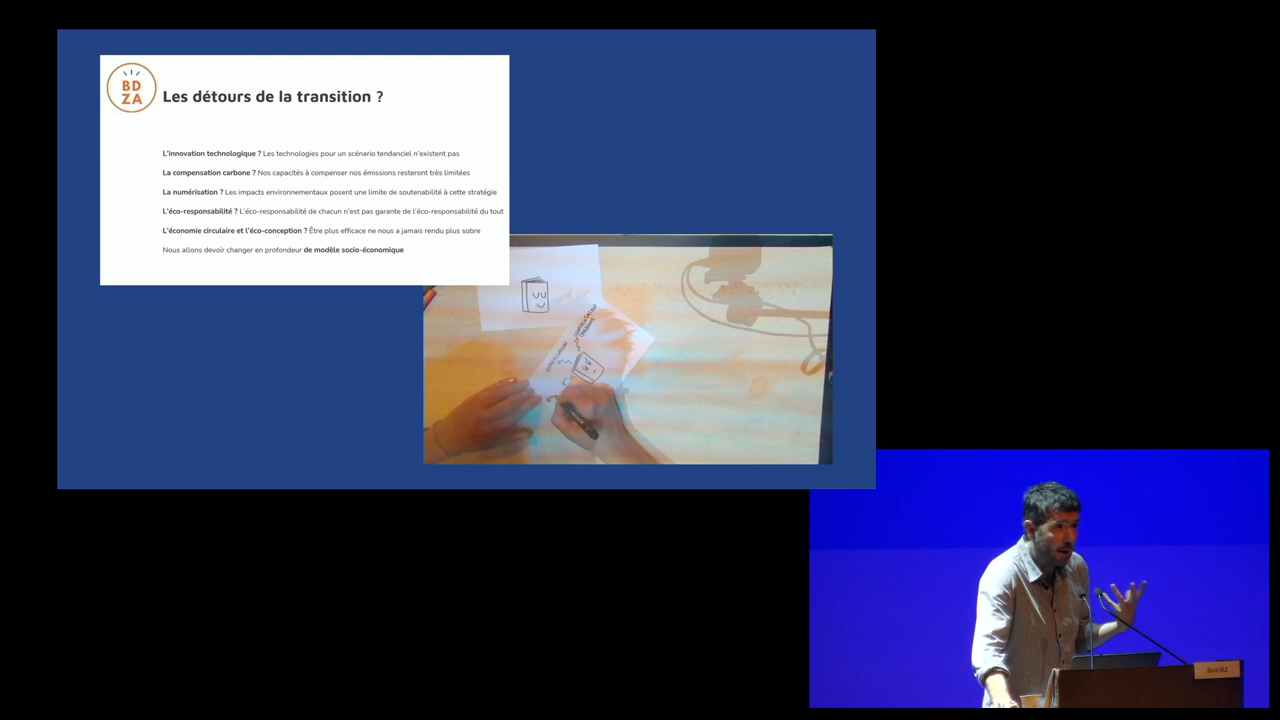 BD
ZA
Les détours de la transition ?
L'innovation technologique ? Les technologies pour un scénario tendanciel n'existent pas
La compensation carbone ? Nos capacités à compenser nos émissions resteront très limitées
La numérisation ? Les impacts environnementaux posent une limite de soutenabilité à cette stratégie
L'éco-responsabilité ? L'éco-responsabilité de chacun n'est pas garante de l'éco-responsabilité du tout
L'économie circulaire et l'éco-conception ? Être plus efficace ne nous a jamais rendu plus sobre
Nous allons devoir changer en profondeur de modèle socio-économique
COMPENSATION
CARBONE
NUMÉRISATION
David